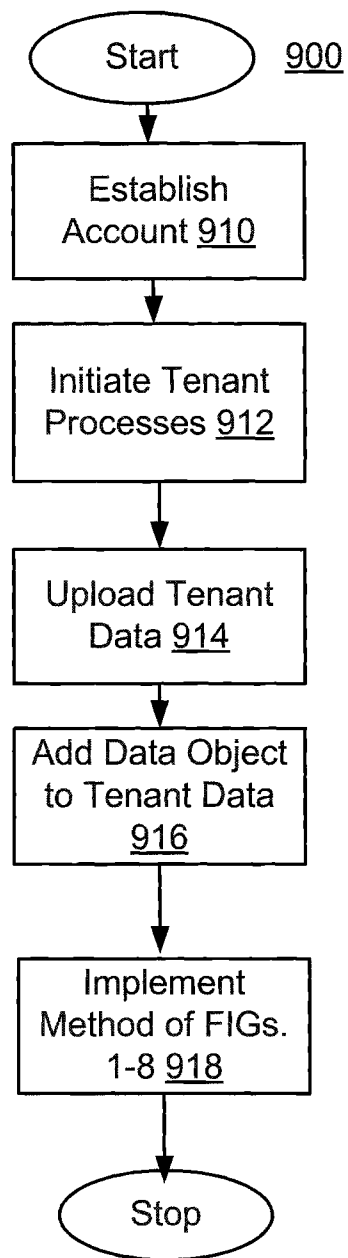 Start
900
Establish
Account 910
Initiate Tenant
Processes 912
Upload Tenant
Data 914
Add Data Object
to Tenant Data
916
Implement
Method of FIGs.
1-8 918
Stop